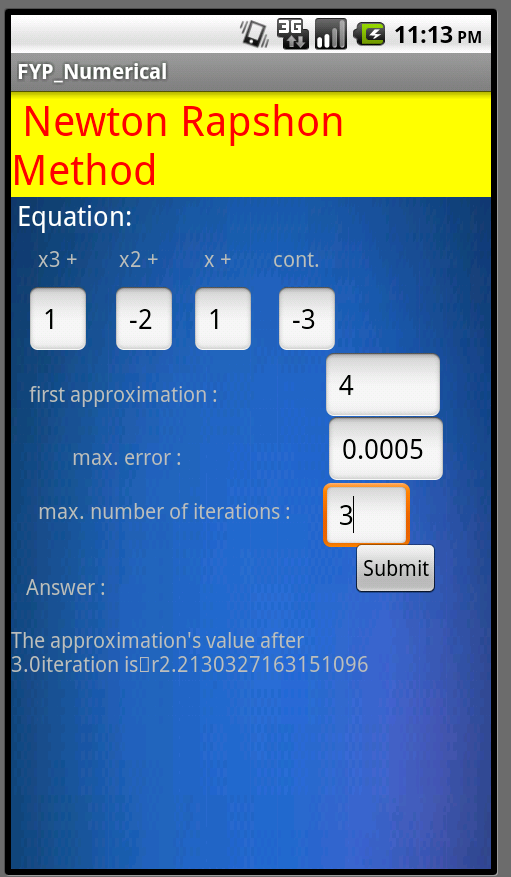 3G 11:13 PM
FYP_Numerical
Newton Rapshon
Method
Equation:
x3 + x2 + x + cont.
1 -2 1 -3
first approximation : 4
max. error : 0.0005
max. number of iterations : 3
Submit
Answer :
The approximation's value after
3.0iteration is▯r2.2130327163151096